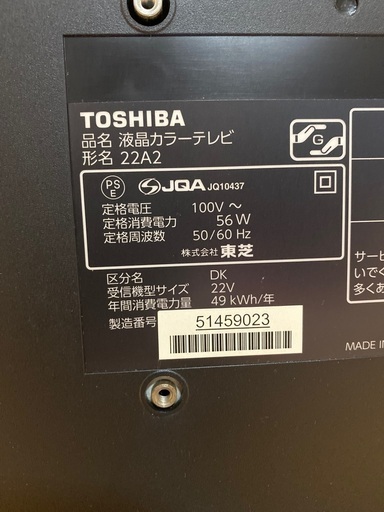 TOSHIBA
品名 液晶カラーテレビ
形名 22A2
G
PS
E
JQA JQ10437
定格電圧 100V ～
定格消費電力 56 W
定格周波数 50/60 Hz
株式会社 東芝
区分名 DK
受信機型サイズ 22V
年間消費電力量 49 kWh/年
製造番号 51459023
サービ
いでく
多くあ
MADE IN